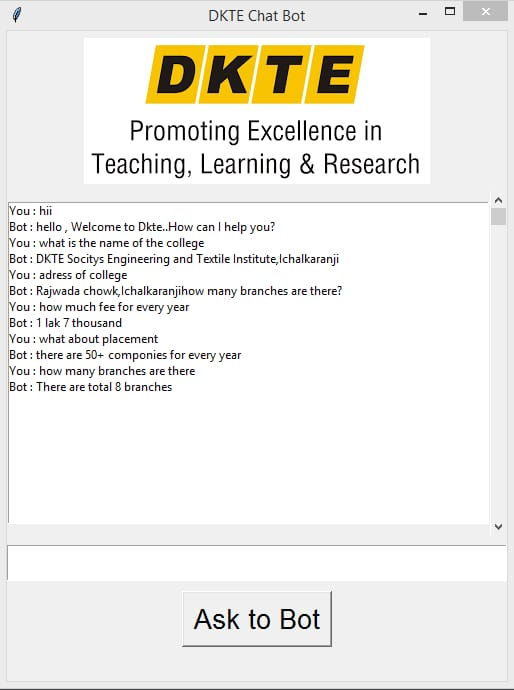 DKTE Chat Bot
DKTE
Promoting Excellence in
Teaching, Learning & Research
You : hii
Bot : hello , Welcome to Dkte..How can I help you?
You : what is the name of the college
Bot : DKTE Socitys Engineering and Textile Institute,Ichalkaranji
You : adress of college
Bot : Rajwada chowk,Ichalkaranjihow many branches are there?
You : how much fee for every year
Bot : 1 lak 7 thousand
You : what about placement
Bot : there are 50+ componies for every year
You : how many branches are there
Bot : There are total 8 branches
Ask to Bot